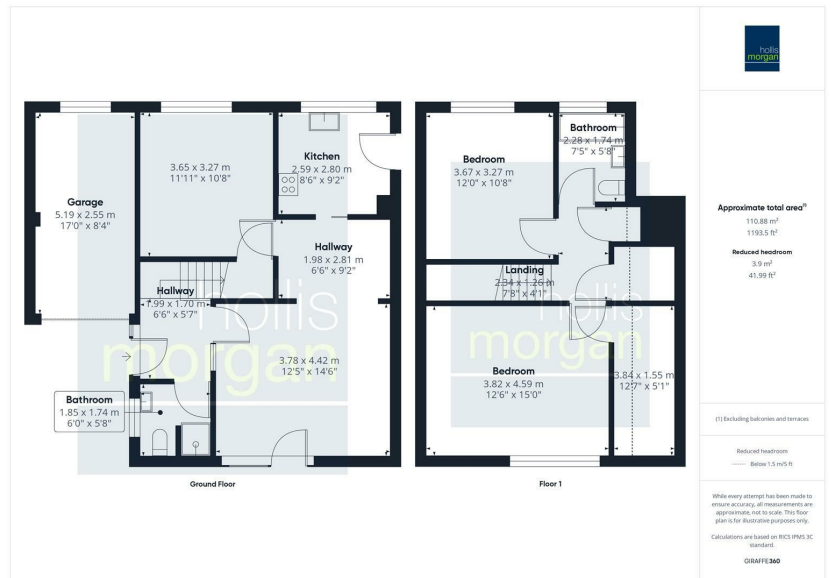 Garage
5.19 x 2.55 m
17'0" x 8'4"
3.65 x 3.27 m
11'11" x 10'8"
Kitchen
2.59 x 2.80 m
8'6" x 9'2"
Hallway
1.98 x 2.81 m
6'6" x 9'2"
Hallway
1.99 x 1.70 m
6'6" x 5'7"
3.78 x 4.42 m
12'5" x 14'6"
Bathroom
1.85 x 1.74 m
6'0" x 5'8"
hollis
morgan
Ground Floor
Bedroom
3.67 x 3.27 m
12'0" x 10'8"
Bathroom
2.28 x 1.74 m
7'5" x 5'8"
Landing
2.34 x 1.26 m
7'8" x 4'1"
Bedroom
3.82 x 4.59 m
12'6" x 15'0"
3.84 x 1.55 m
12'7" x 5'1"
hollis
morgan
Floor 1
hollis
morgan
Approximate total area(1)
110.88 m²
1193.5 ft²
Reduced headroom
3.9 m²
41.99 ft²
(1) Excluding balconies and terraces
Reduced headroom
Below 1.5 m/5 ft
While every attempt has been made to
ensure accuracy, all measurements are
approximate, not to scale. This floor
plan is for illustrative purposes only.
Calculations are based on RICS IPMS 3C
standard.
GIRAFFE360